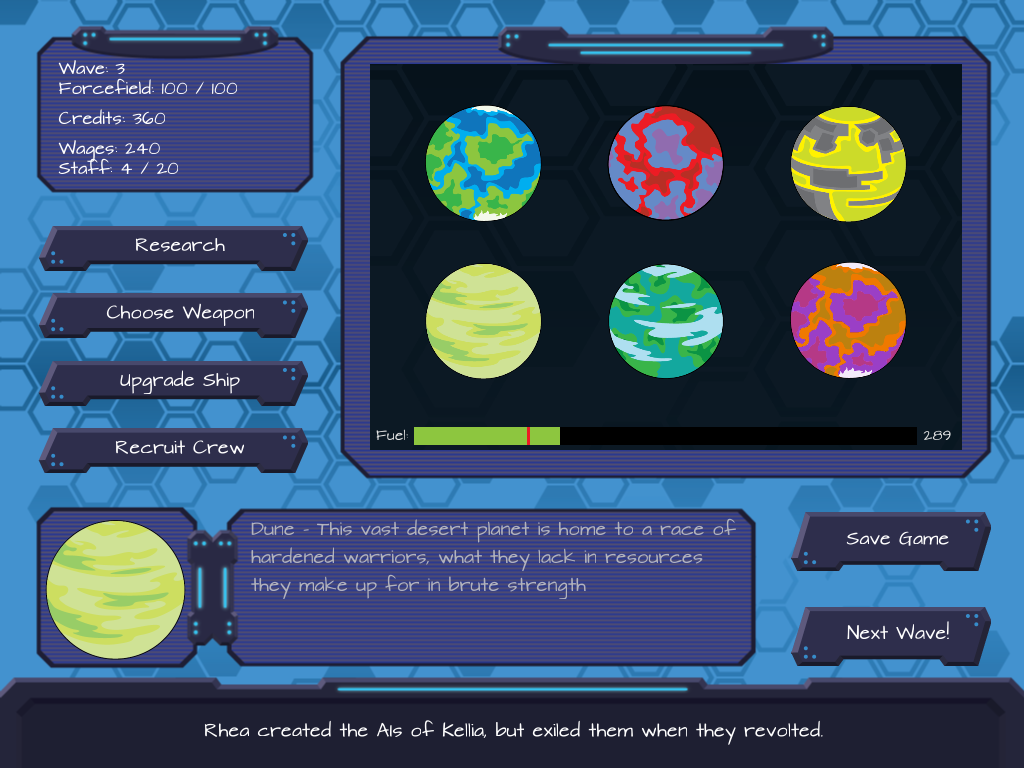 Wave: 3
Forcefield: 100 / 100
Credits: 360
Wages: 240
Staff: 4 / 20
Research
Choose Weapon
Upgrade Ship
Recruit Crew
Fuel:
289
Dune - This vast desert planet is home to a race of
hardened warriors, what they lack in resources
they make up for in brute strength
Save Game
Next Wave!
Rhea created the AIs of Kellia, but exiled them when they revolted.